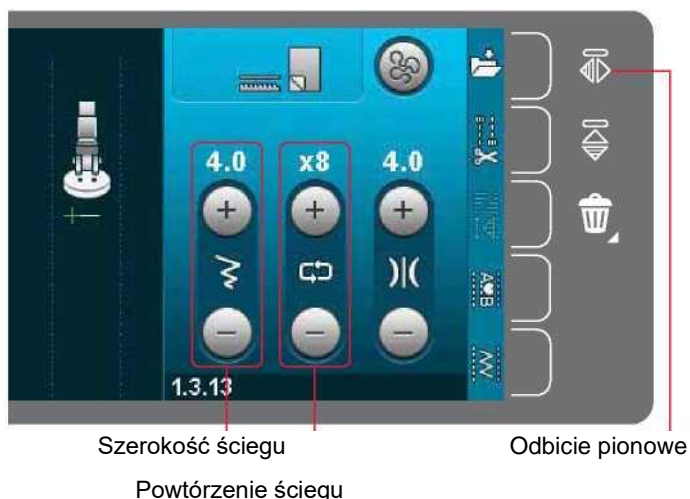 4.0 x8 4.0
1.3.13
A♥B
Szerokość ściegu Odbicie pionowe
Powtórzenie ściegu